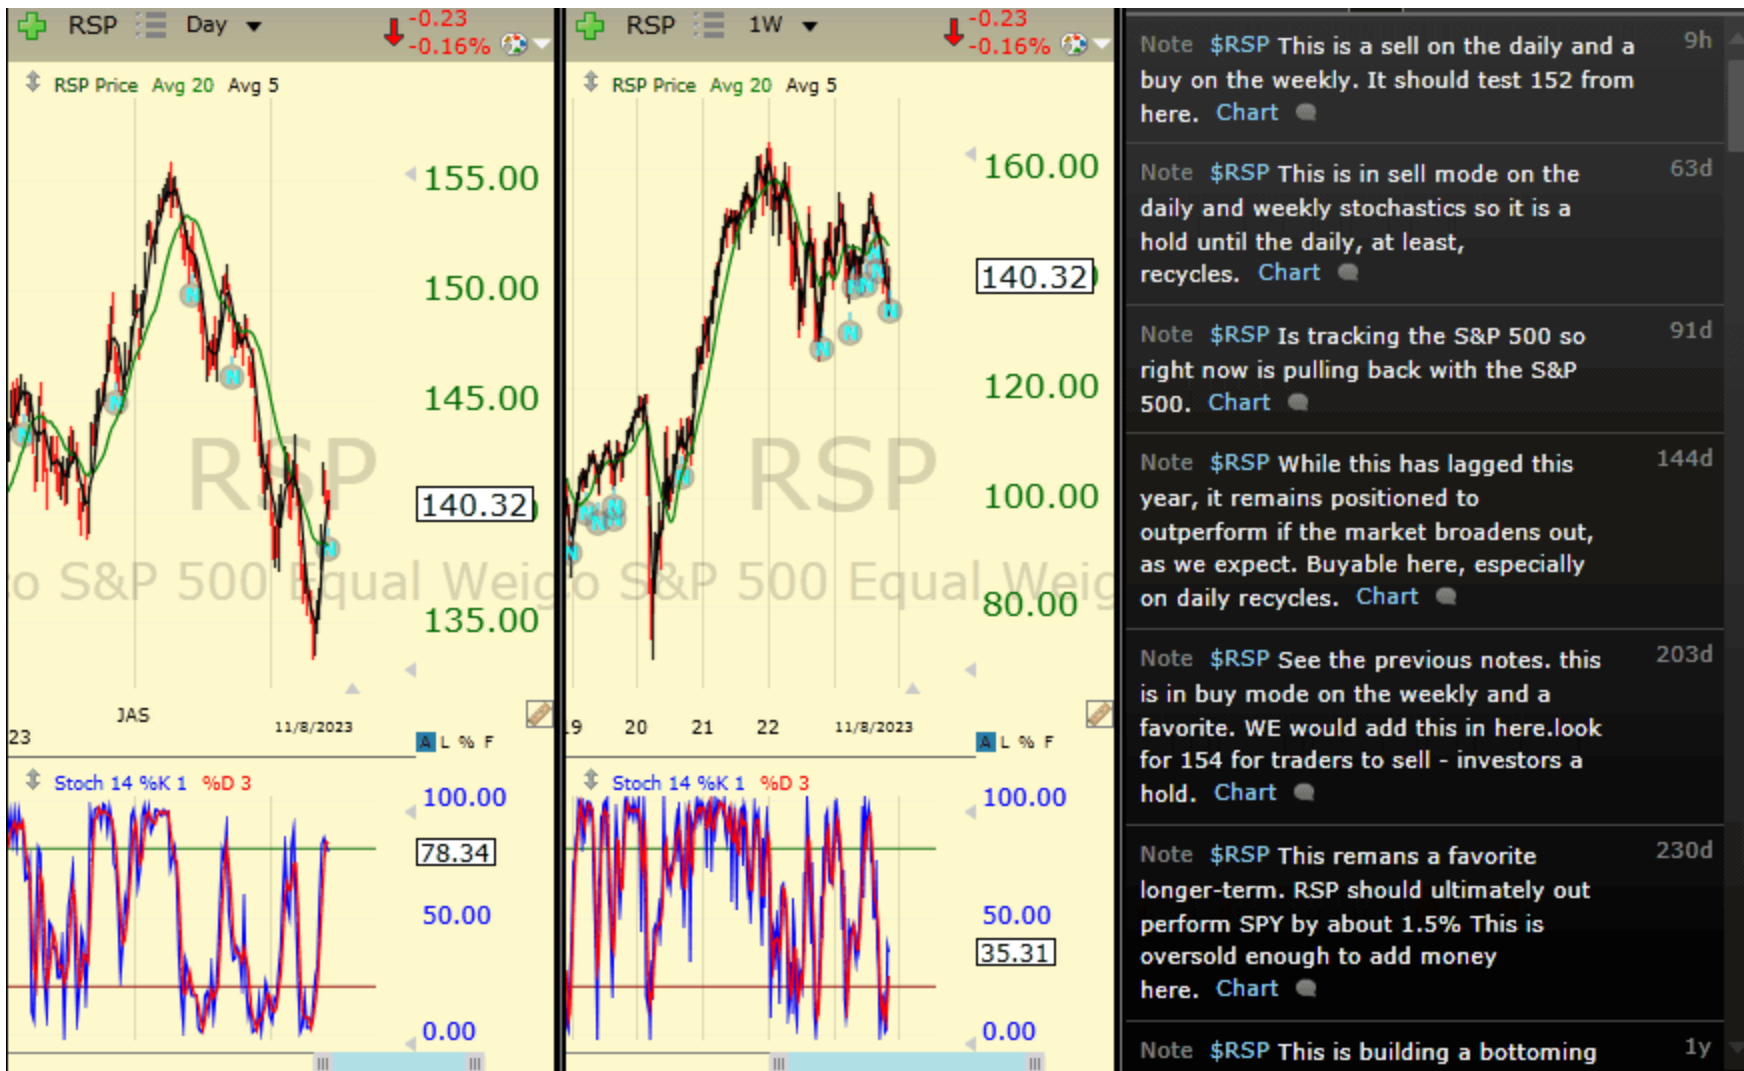 RSP Day -0.23
-0.16%
RSP Price Avg 20 Avg 5
155.00
150.00
145.00
RSP
140.32
o S&P 500 Equal Weig
135.00
JAS
23 11/8/2023
A L % F
Stoch 14 %K 1 %D 3
100.00
78.34
50.00
0.00
RSP 1W -0.23
-0.16%
RSP Price Avg 20 Avg 5
160.00
140.32
120.00
RSP
100.00
o S&P 500 Equal Weig
80.00
19 20 21 22 11/8/2023
A L % F
Stoch 14 %K 1 %D 3
100.00
50.00
35.31
0.00
Note $RSP This is a sell on the daily and a 9h
buy on the weekly. It should test 152 from
here. Chart
Note $RSP This is in sell mode on the 63d
daily and weekly stochastics so it is a
hold until the daily, at least,
recycles. Chart
Note $RSP Is tracking the S&P 500 so 91d
right now is pulling back with the S&P
500. Chart
Note $RSP While this has lagged this 144d
year, it remains positioned to
outperform if the market broadens out,
as we expect. Buyable here, especially
on daily recycles. Chart
Note $RSP See the previous notes. this 203d
is in buy mode on the weekly and a
favorite. WE would add this in here.look
for 154 for traders to sell - investors a
hold. Chart
Note $RSP This remans a favorite 230d
longer-term. RSP should ultimately out
perform SPY by about 1.5% This is
oversold enough to add money
here. Chart
Note $RSP This is building a bottoming 1y